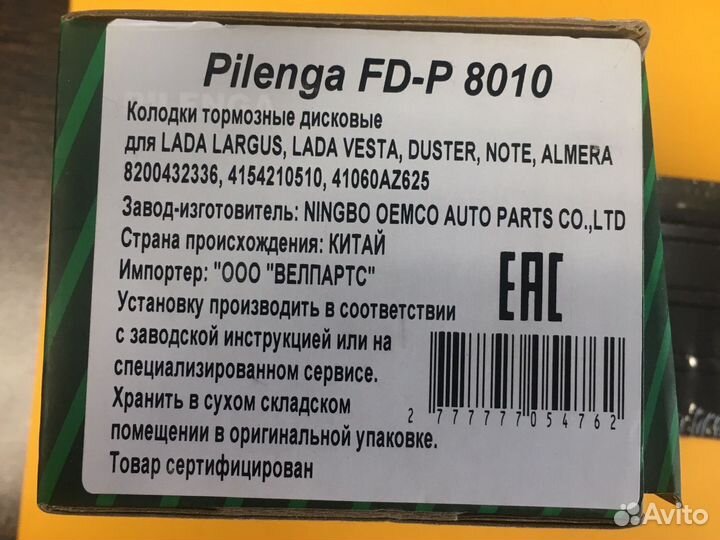 PILENGA
Pilenga FD-P 8010
Колодки тормозные дисковые
для LADA LARGUS, LADA VESTA, DUSTER, NOTE, ALMERA
8200432336, 4154210510, 41060AZ625
Завод-изготовитель: NINGBO OEMCO AUTO PARTS CO.,LTD
Страна происхождения: КИТАЙ
Импортер: "ООО "ВЕЛПАРТС"
EAC
Установку производить в соответствии
с заводской инструкцией или на
специализированном сервисе.
Хранить в сухом складском
помещении в оригинальной упаковке.
Товар сертифицирован
2 777777 054762
Avito